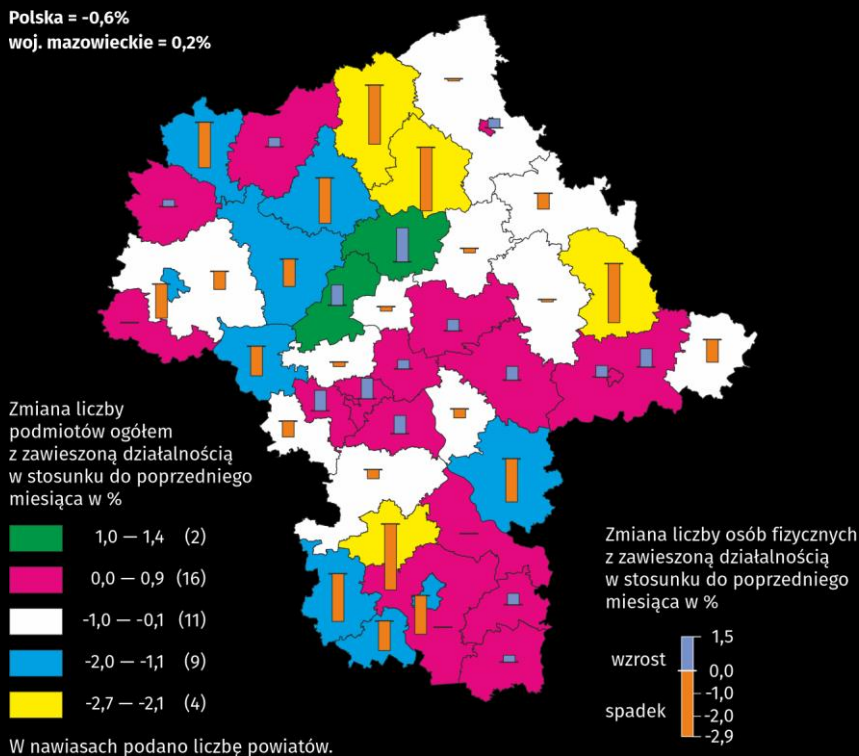 Polska = -0,6%
woj. mazowieckie = 0,2%
Zmiana liczby
podmiotów ogółem
z zawieszoną działalnością
w stosunku do poprzedniego
miesiąca w %
1,0 — 1,4 (2)
0,0 — 0,9 (16)
-1,0 — -0,1 (11)
-2,0 — -1,1 (9)
-2,7 — -2,1 (4)
W nawiasach podano liczbę powiatów.
Zmiana liczby osób fizycznych
z zawieszoną działalnością
w stosunku do poprzedniego
miesiąca w %
1,5
wzrost
0,0
-1,0
spadek
-2,0
-2,9